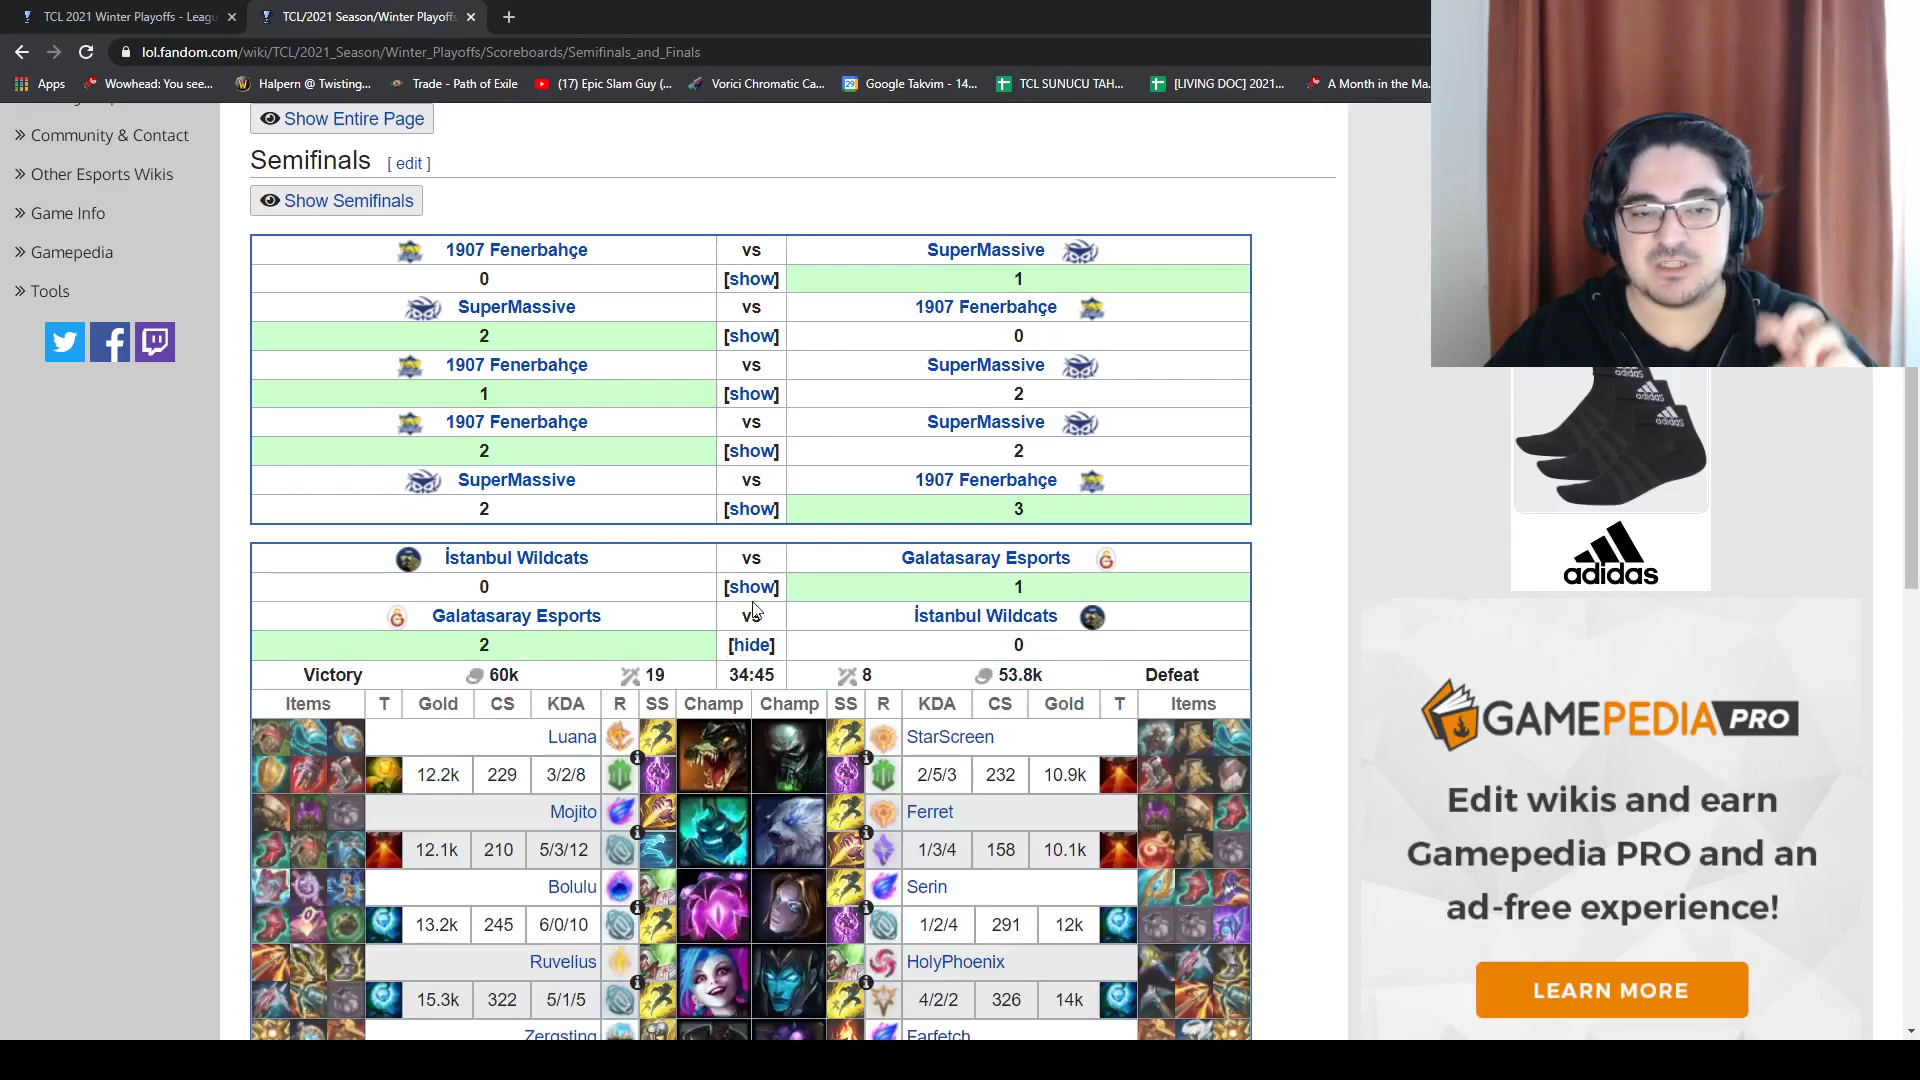 TCL 2021 Winter Playoffs - Leagu
TCL/2021 Season/Winter Playoffs
lol.fandom.com/wiki/TCL/2021_Season/Winter_Playoffs/Scoreboards/Semifinals_and_Finals
Apps
Wowhead: You see...
Halpern @ Twisting...
Trade - Path of Exile
(17) Epic Slam Guy (...
Vorici Chromatic Ca...
Google Takvim - 14...
TCL SUNUCU TAH...
[LIVING DOC] 2021...
A Month in the Ma
Community & Contact
Other Esports Wikis
Game Info
Gamepedia
Tools
Show Entire Page
Semifinals [ edit ]
Show Semifinals
1907 Fenerbahçe vs SuperMassive
0 [show] 1
SuperMassive vs 1907 Fenerbahçe
2 [show] 0
1907 Fenerbahçe vs SuperMassive
1 [show] 2
1907 Fenerbahçe vs SuperMassive
2 [show] 2
SuperMassive vs 1907 Fenerbahçe
2 [show] 3
İstanbul Wildcats vs Galatasaray Esports
0 [show] 1
Galatasaray Esports vs İstanbul Wildcats
2 [hide] 0
Victory 60k 19 34:45 8 53.8k Defeat
Items T Gold CS KDA R SS Champ Champ SS R KDA CS Gold T Items
Luana StarScreen
12.2k 229 3/2/8 2/5/3 232 10.9k
Mojito Ferret
12.1k 210 5/3/12 1/3/4 158 10.1k
Bolulu Serin
13.2k 245 6/0/10 1/2/4 291 12k
Ruvelius HolyPhoenix
15.3k 322 5/1/5 4/2/2 326 14k
Zergsting Farfetch
adidas
adidas
adidas
adidas
GAMEPEDIA PRO
Edit wikis and earn
Gamepedia PRO and an
ad-free experience!
LEARN MORE